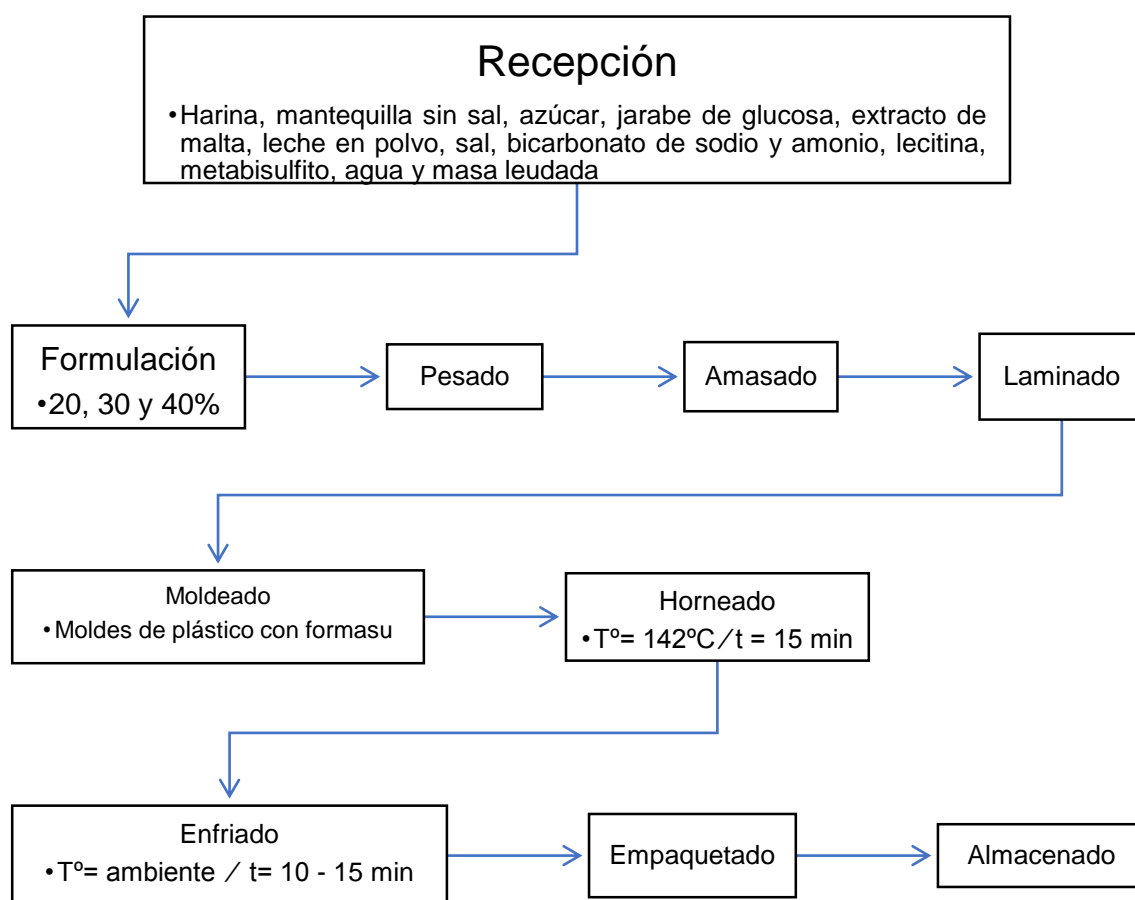 Recepción
•Harina, mantequilla sin sal, azúcar, jarabe de glucosa, extracto de
malta, leche en polvo, sal, bicarbonato de sodio y amonio, lecitina,
metabisulfito, agua y masa leudada
Formulación
•20, 30 y 40%
Pesado
Amasado
Laminado
Moldeado
•Moldes de plástico con formasu
Horneado
•Tº= 142ºC ∕ t = 15 min
Enfriado
•Tº= ambiente ∕ t= 10 - 15 min
Empaquetado
Almacenado